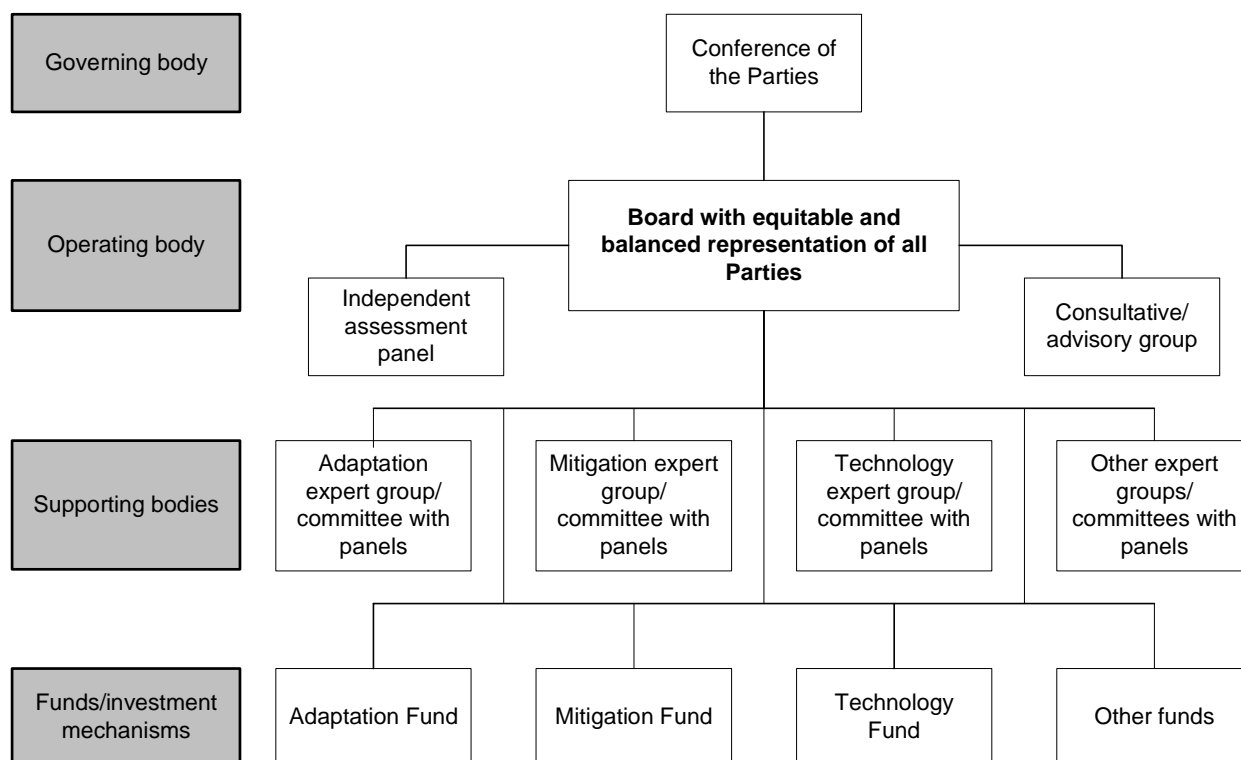 Governing body
Conference of
the Parties
Operating body
Board with equitable and
balanced representation of all
Parties
Independent
assessment
panel
Consultative/
advisory group
Supporting bodies
Adaptation
expert group/
committee with
panels
Mitigation expert
group/
committee with
panels
Technology
expert group/
committee with
panels
Other expert
groups/
committees with
panels
Funds/investment
mechanisms
Adaptation Fund
Mitigation Fund
Technology
Fund
Other funds